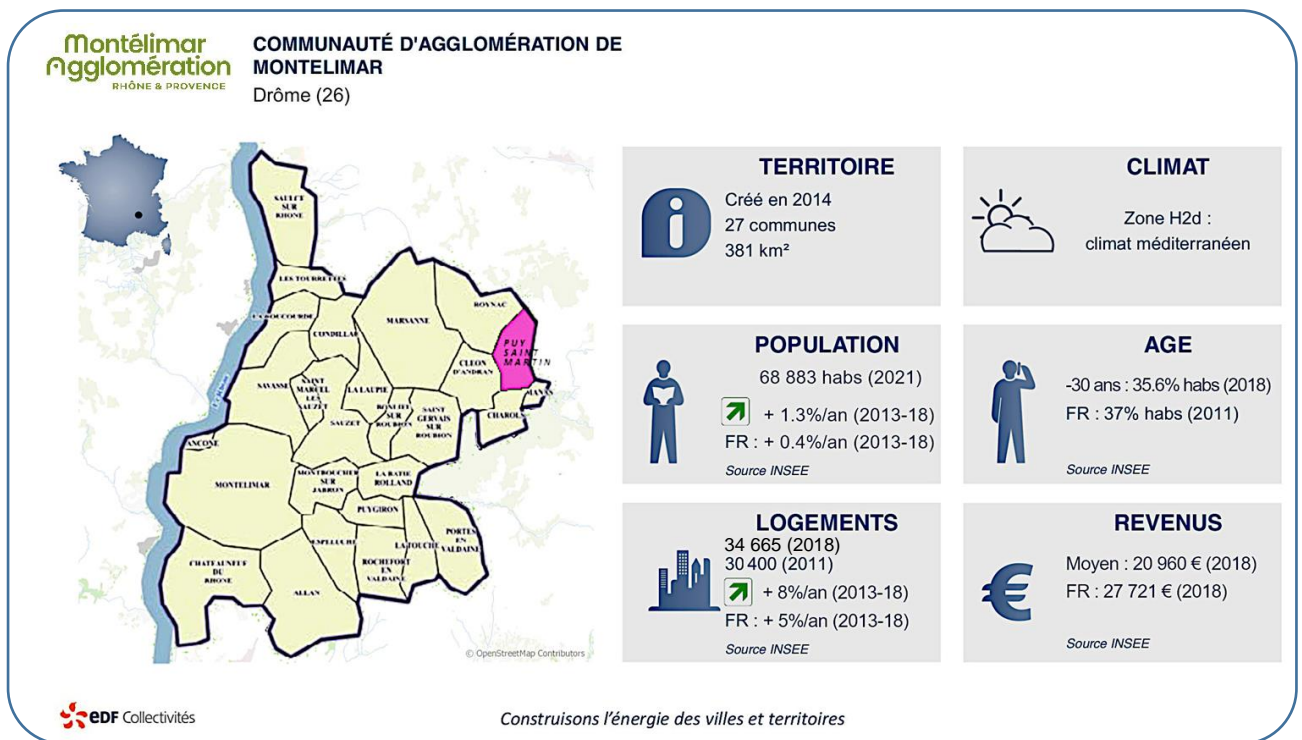 Montélimar
Agglomération
RHÔNE & PROVENCE
COMMUNAUTÉ D'AGGLOMÉRATION DE
MONTELIMAR
Drôme (26)
SAULCE
SUR
RHONE
LES TOURRETTES
LA COUCOURDE
CONDILLAC
MARSANNE
ROYNAC
PUY
SAINT
MARTIN
CLEON
D'ANDRAN
MANAS
CHAROLS
SAVASSE
SAINT
MARCEL
LES
SAUZET
LA LAUPIE
BONLIEU
SUR
ROUBION
SAINT
GERVAIS
SUR
ROUBION
SAUZET
ANCONE
MONTELIMAR
MONTBOUCHER
SUR
JABRON
LA BATIE
ROLLAND
PUYGIRON
ESPELUCHE
LA TOUCHE
PORTES
EN
VALDAINE
ROCHEFORT
EN
VALDAINE
CHATEAUNEUF
DU
RHONE
ALLAN
© OpenStreetMap Contributors
TERRITOIRE
Créé en 2014
27 communes
381 km²
CLIMAT
Zone H2d :
climat méditerranéen
POPULATION
68 883 habs (2021)
+ 1.3%/an (2013-18)
FR : + 0.4%/an (2013-18)
Source INSEE
AGE
-30 ans : 35.6% habs (2018)
FR : 37% habs (2011)
Source INSEE
LOGEMENTS
34 665 (2018)
30 400 (2011)
+ 8%/an (2013-18)
FR : + 5%/an (2013-18)
Source INSEE
REVENUS
Moyen : 20 960 € (2018)
FR : 27 721 € (2018)
Source INSEE
eDF Collectivités
Construisons l'énergie des villes et territoires